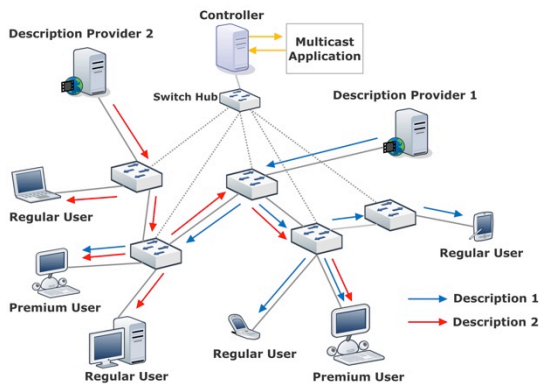 Controller
Multicast
Application
Description Provider 2
Switch Hub
Description Provider 1
Regular User
Regular User
Premium User
Description 1
Description 2
Regular User
Regular User
Premium User